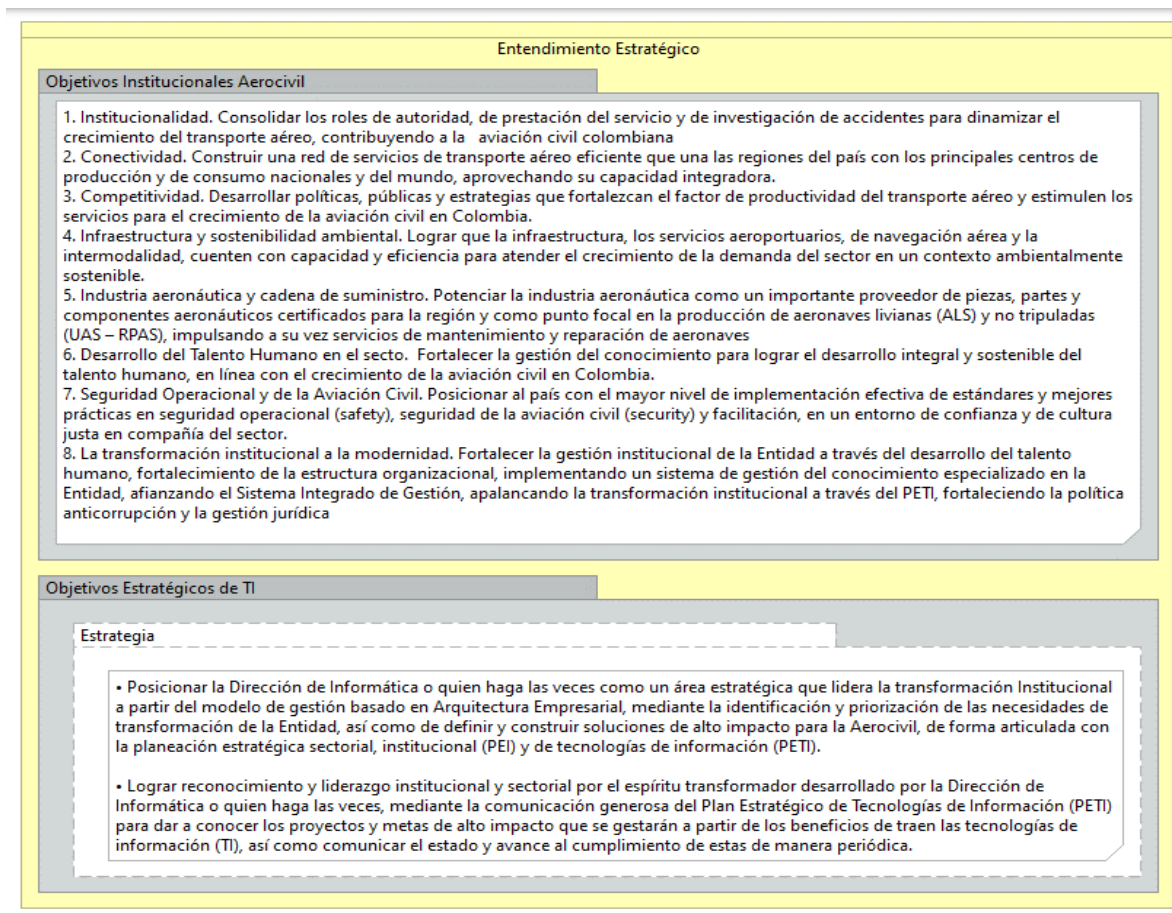 Entendimiento Estratégico
Objetivos Institucionales Aerocivil
1. Institucionalidad. Consolidar los roles de autoridad, de prestación del servicio y de investigación de accidentes para dinamizar el
crecimiento del transporte aéreo, contribuyendo a la aviación civil colombiana
2. Conectividad. Construir una red de servicios de transporte aéreo eficiente que una las regiones del país con los principales centros de
producción y de consumo nacionales y del mundo, aprovechando su capacidad integradora.
3. Competitividad. Desarrollar políticas, públicas y estrategias que fortalezcan el factor de productividad del transporte aéreo y estimulen los
servicios para el crecimiento de la aviación civil en Colombia.
4. Infraestructura y sostenibilidad ambiental. Lograr que la infraestructura, los servicios aeroportuarios, de navegación aérea y la
intermodalidad, cuenten con capacidad y eficiencia para atender el crecimiento de la demanda del sector en un contexto ambientalmente
sostenible.
5. Industria aeronáutica y cadena de suministro. Potenciar la industria aeronáutica como un importante proveedor de piezas, partes y
componentes aeronáuticos certificados para la región y como punto focal en la producción de aeronaves livianas (ALS) y no tripuladas
(UAS – RPAS), impulsando a su vez servicios de mantenimiento y reparación de aeronaves
6. Desarrollo del Talento Humano en el secto. Fortalecer la gestión del conocimiento para lograr el desarrollo integral y sostenible del
talento humano, en línea con el crecimiento de la aviación civil en Colombia.
7. Seguridad Operacional y de la Aviación Civil. Posicionar al país con el mayor nivel de implementación efectiva de estándares y mejores
prácticas en seguridad operacional (safety), seguridad de la aviación civil (security) y facilitación, en un entorno de confianza y de cultura
justa en compañía del sector.
8. La transformación institucional a la modernidad. Fortalecer la gestión institucional de la Entidad a través del desarrollo del talento
humano, fortalecimiento de la estructura organizacional, implementando un sistema de gestión del conocimiento especializado en la
Entidad, afianzando el Sistema Integrado de Gestión, apalancando la transformación institucional a través del PETI, fortaleciendo la política
anticorrupción y la gestión jurídica
Objetivos Estratégicos de TI
Estrategia
• Posicionar la Dirección de Informática o quien haga las veces como un área estratégica que lidera la transformación Institucional
a partir del modelo de gestión basado en Arquitectura Empresarial, mediante la identificación y priorización de las necesidades de
transformación de la Entidad, así como de definir y construir soluciones de alto impacto para la Aerocivil, de forma articulada con
la planeación estratégica sectorial, institucional (PEI) y de tecnologías de información (PETI).
• Lograr reconocimiento y liderazgo institucional y sectorial por el espíritu transformador desarrollado por la Dirección de
Informática o quien haga las veces, mediante la comunicación generosa del Plan Estratégico de Tecnologías de Información (PETI)
para dar a conocer los proyectos y metas de alto impacto que se gestarán a partir de los beneficios de traen las tecnologías de
información (TI), así como comunicar el estado y avance al cumplimiento de estas de manera periódica.